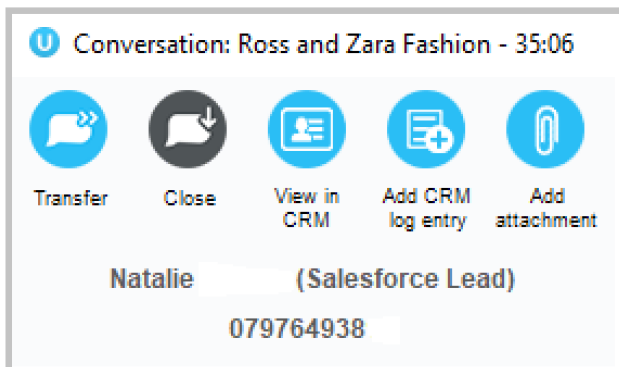 U Conversation: Ross and Zara Fashion - 35:06
Transfer Close View in CRM Add CRM log entry Add attachment
Natalie (Salesforce Lead)
079764938